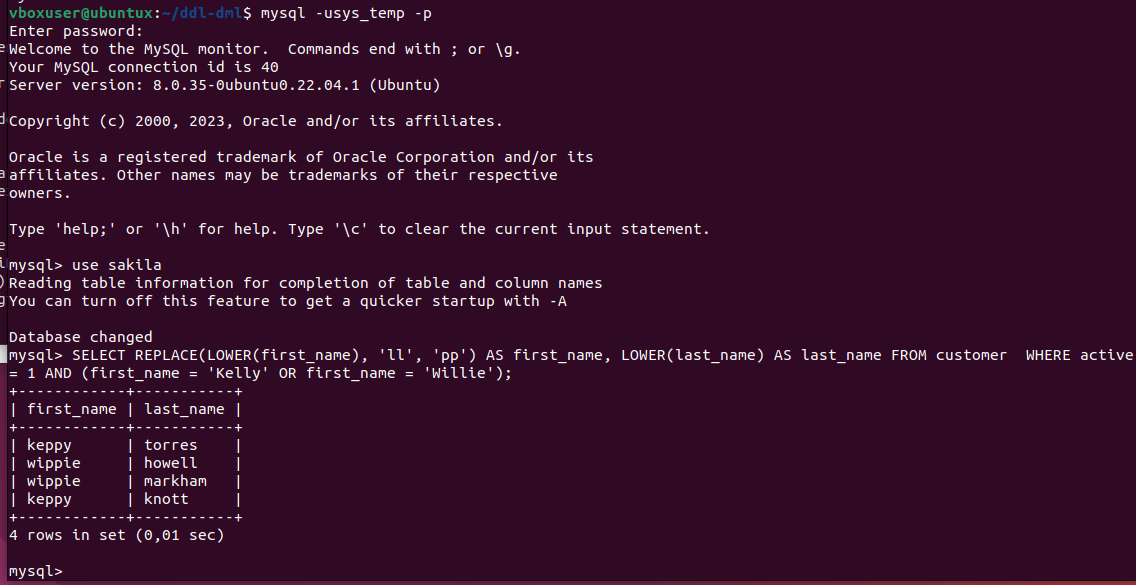 vboxuser@ubuntux:~/ddl-dml$ mysql -usys_temp -p
Enter password:
Welcome to the MySQL monitor.  Commands end with ; or \g.
Your MySQL connection id is 40
Server version: 8.0.35-0ubuntu0.22.04.1 (Ubuntu)

Copyright (c) 2000, 2023, Oracle and/or its affiliates.

Oracle is a registered trademark of Oracle Corporation and/or its
affiliates. Other names may be trademarks of their respective
owners.

Type 'help;' or '\h' for help. Type '\c' to clear the current input statement.

mysql> use sakila
Reading table information for completion of table and column names
You can turn off this feature to get a quicker startup with -A

Database changed
mysql> SELECT REPLACE(LOWER(first_name), 'll', 'pp') AS first_name, LOWER(last_name) AS last_name FROM customer  WHERE active
= 1 AND (first_name = 'Kelly' OR first_name = 'Willie');
+------------+-----------+
| first_name | last_name |
+------------+-----------+
| keppy      | torres    |
| wippie     | howell    |
| wippie     | markham   |
| keppy      | knott     |
+------------+-----------+
4 rows in set (0,01 sec)

mysql>